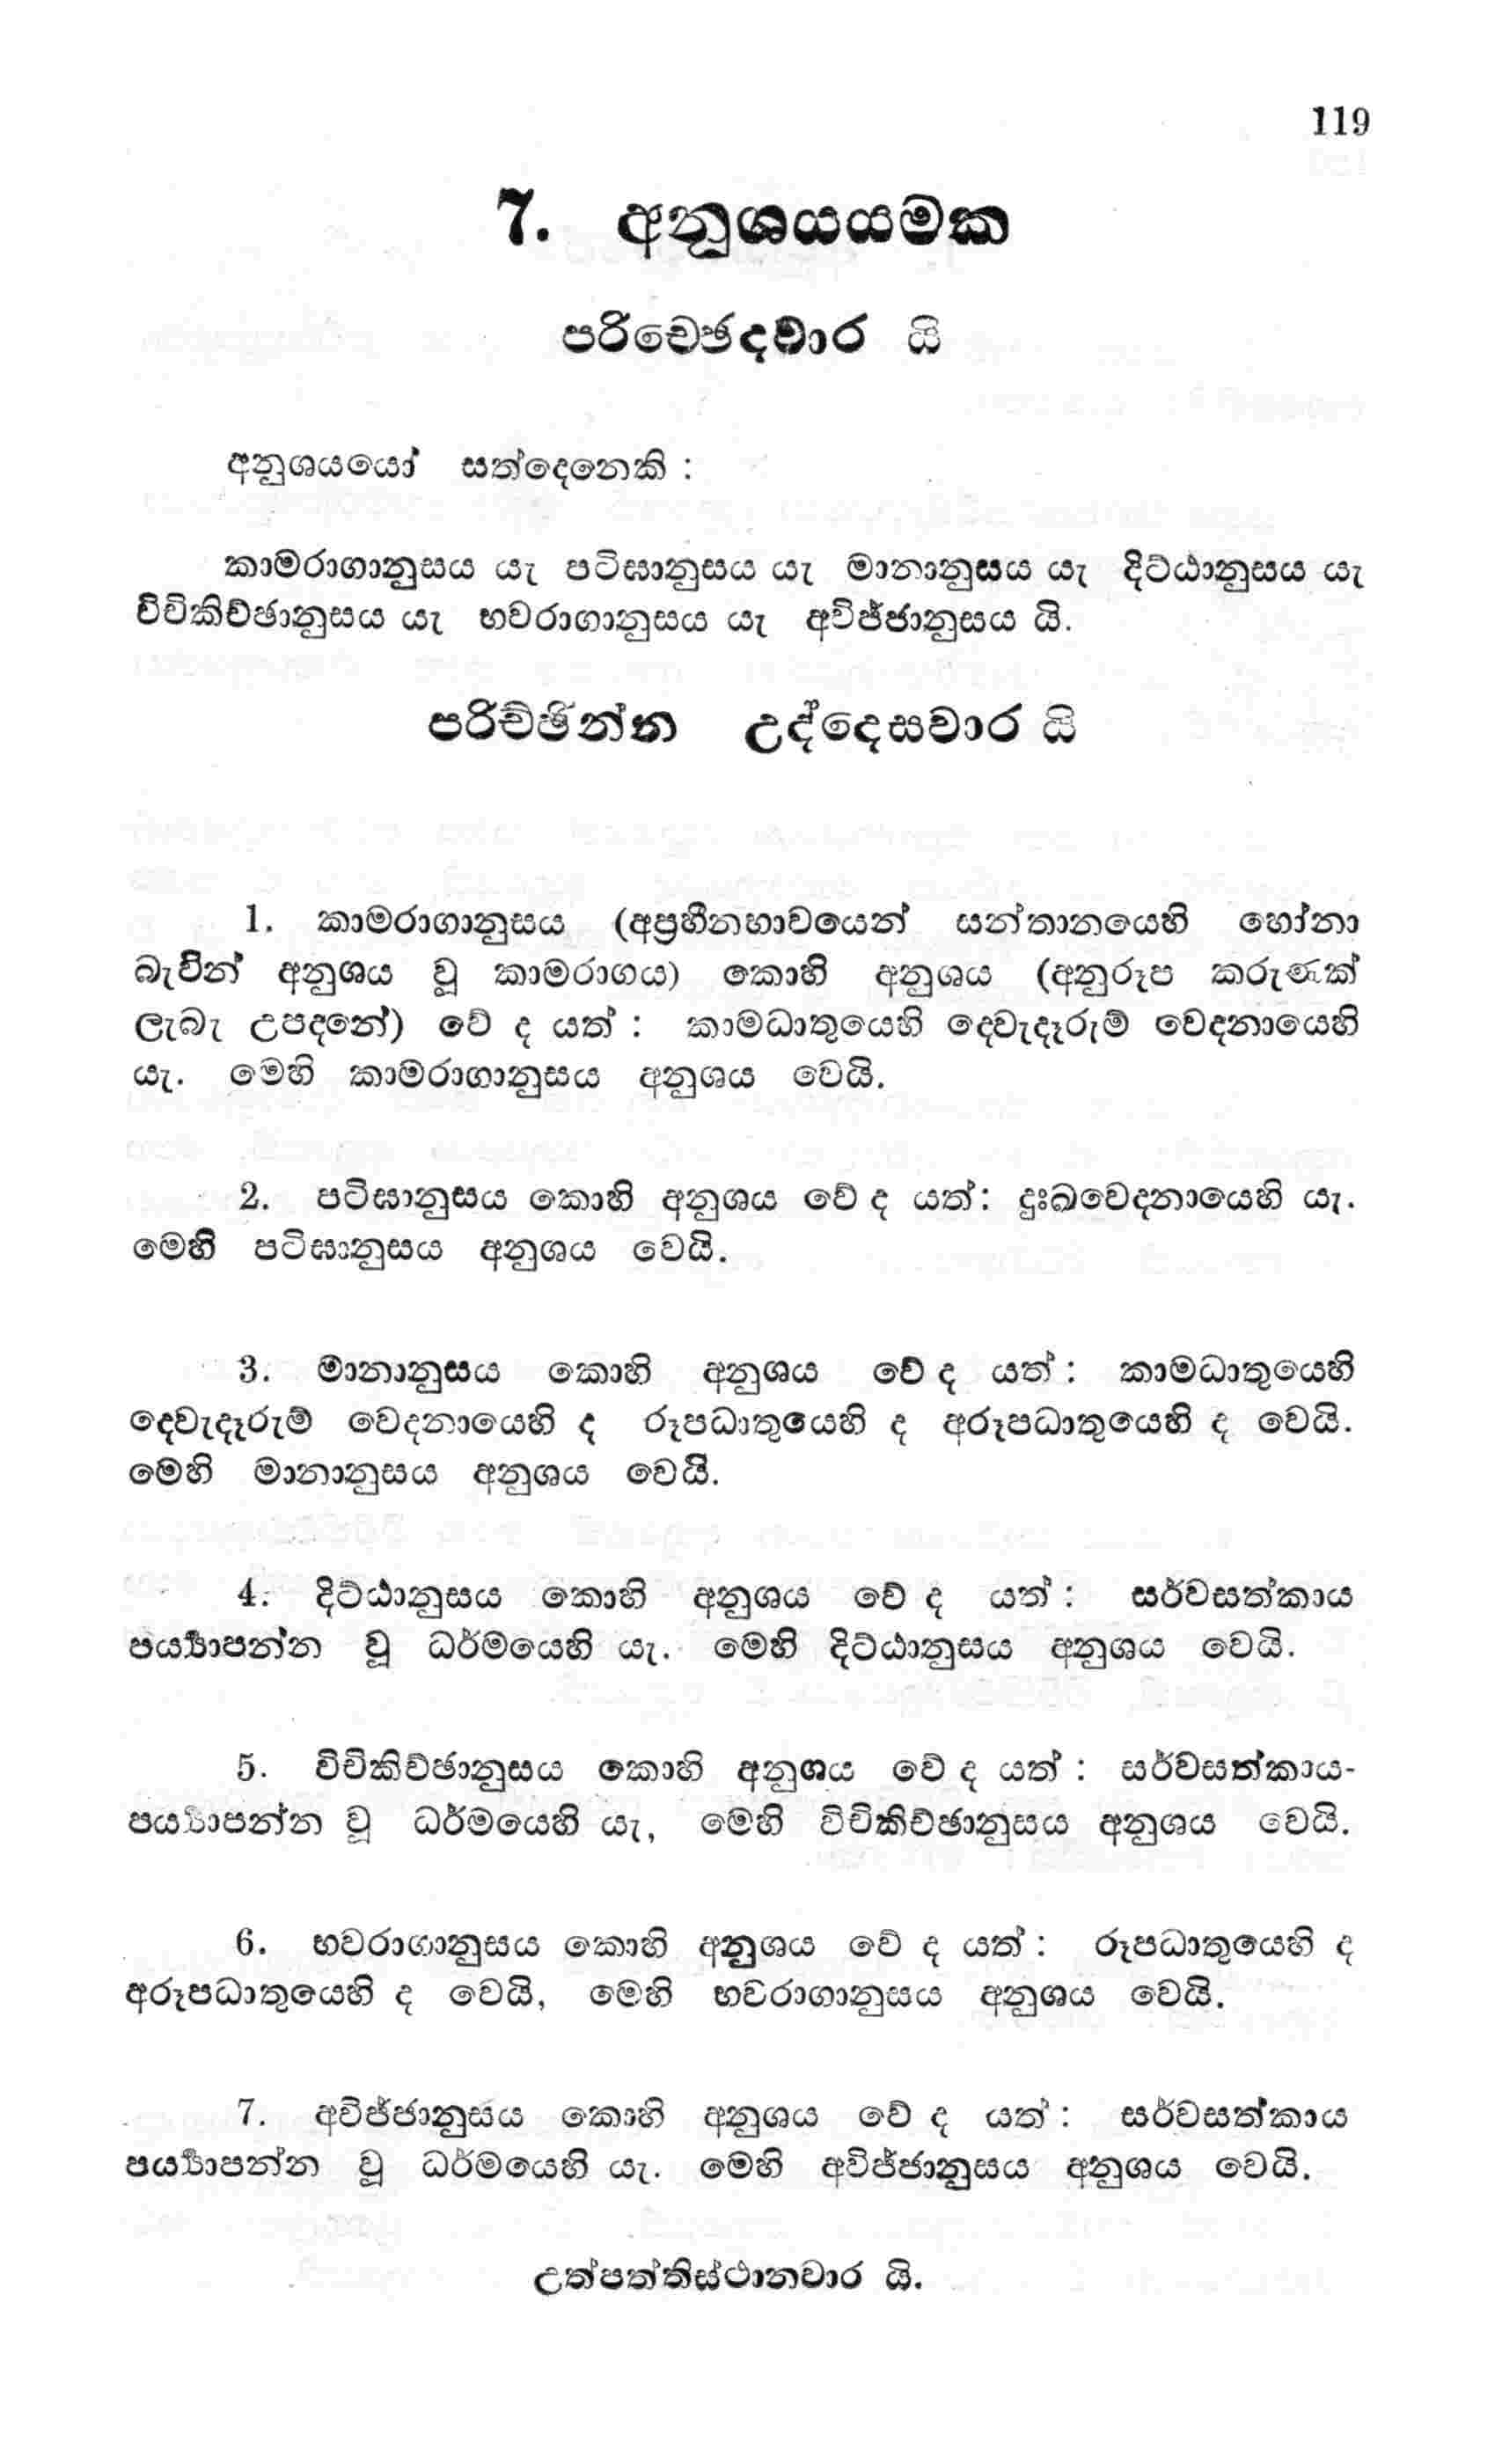 119
7. අනුශයයමක
පරිච්ඡෙදවාර යි
අනුශයයෝ සත්දෙනෙකි :
කාමරාගානුසය යැ පටිඝානුසය යැ මානානුසය යැ දිට්ඨානුසය යැ
විචිකිච්ඡානුසය යැ භවරාගානුසය යැ අවිජ්ජානුසය යි.
පරිච්ඡින්න උද්දෙසවාර යි
1. කාමරාගානුසය (අප්‍රහීනභාවයෙන් සන්තානයෙහි හෝනා
බැවින් අනුශය වූ කාමරාගය) කොහි අනුශය (අනුරූප කරුණක්
ලැබැ උපදනේ) වේ ද යත් : කාමධාතුයෙහි දෙවැදෑරුම් වෙදනායෙහි
යැ. මෙහි කාමරාගානුසය අනුශය වෙයි.
2. පටිඝානුසය කොහි අනුශය වේ ද යත්: දුඃඛවෙදනායෙහි යැ.
මෙහි පටිඝානුසය අනුශය වෙයි.
3. මානානුසය කොහි අනුශය වේ ද යත් : කාමධාතුයෙහි
දෙවැදෑරුම් වෙදනායෙහි ද රූපධාතුයෙහි ද අරූපධාතුයෙහි ද වෙයි.
මෙහි මානානුසය අනුශය වෙයි.
4. දිට්ඨානුසය කොහි අනුශය වේ ද යත් : සර්වසත්කාය
පර්‍ය්‍යාපන්න වූ ධර්මයෙහි යැ. මෙහි දිට්ඨානුසය අනුශය වෙයි.
5. විචිකිච්ඡානුසය කොහි අනුශය වේ ද යත් : සර්වසත්කාය-
පර්‍ය්‍යාපන්න වූ ධර්මයෙහි යැ, මෙහි විචිකිච්ඡානුසය අනුශය වෙයි.
6. භවරාගානුසය කොහි අනුශය වේ ද යත් : රූපධාතුයෙහි ද
අරූපධාතුයෙහි ද වෙයි, මෙහි භවරාගානුසය අනුශය වෙයි.
7. අවිජ්ජානුසය කොහි අනුශය වේ ද යත් : සර්වසත්කාය
පර්‍ය්‍යාපන්න වූ ධර්මයෙහි යැ. මෙහි අවිජ්ජානුසය අනුශය වෙයි.
උත්පත්තිස්ථානවාර යි.